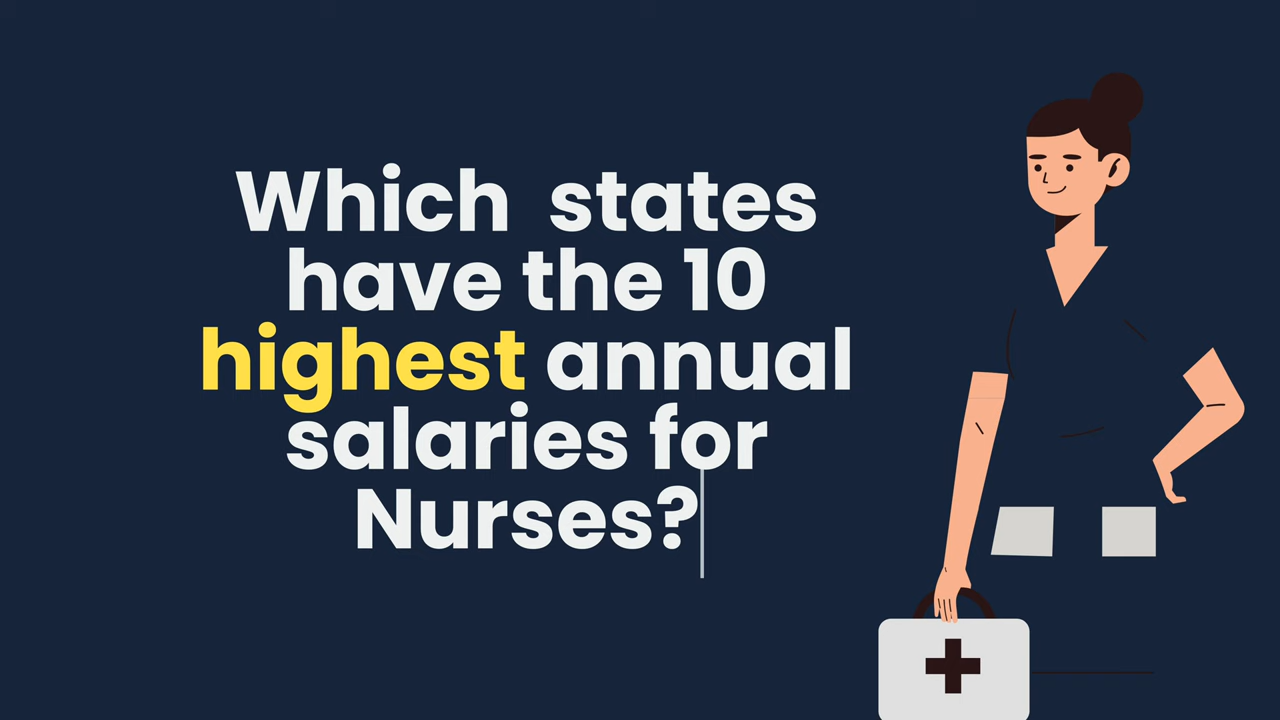 Which  states
have the 10
highest annual
salaries for
Nurses?